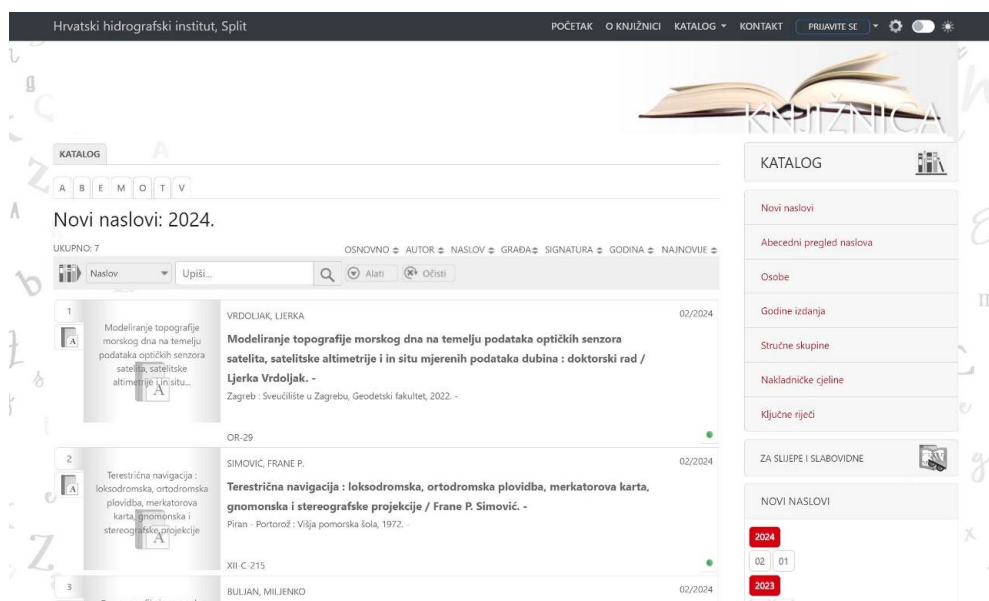 Hrvatski hidrografski institut, Split
POČETAK O KNJIŽNICI KATALOG KONTAKT PRIJAVITE SE
KNJIŽNICA
KATALOG
A B E M O T V
Novi naslovi: 2024.
UKUPNO: 7
OSNOVNO AUTOR NASLOV GRAĐA SIGNATURA GODINA NAJNOVIJE
Naslov Upiši... Alati Očisti
1
Modeliranje topografije
morskog dna na temelju
podataka optičkih senzora
satelita, satelitske
altimetrije i in situ...
A
A
VRDOLJAK, LJERKA
02/2024
Modeliranje topografije morskog dna na temelju podataka optičkih senzora
satelita, satelitske altimetrije i in situ mjerenih podataka dubina : doktorski rad /
Ljerka Vrdoljak. -
Zagreb : Sveučilište u Zagrebu, Geodetski fakultet, 2022. -
OR-29
2
Terestrična navigacija :
loksodromska, ortodromska
plovidba, merkatorova
karta, gnomonska i
stereografske projekcije
A
A
SIMOVIĆ, FRANE P.
02/2024
Terestrična navigacija : loksodromska, ortodromska plovidba, merkatorova karta,
gnomonska i stereografske projekcije / Frane P. Simović. -
Piran - Portorož : Višja pomorska šola, 1972. -
XII-C-215
3
BULJAN, MILJENKO
02/2024
KATALOG
Novi naslovi
Abecedni pregled naslova
Osobe
Godine izdanja
Stručne skupine
Nakladničke cjeline
Ključne riječi
ZA SLIJEPE I SLABOVIDNE
NOVI NASLOVI
2024
02 01
2023